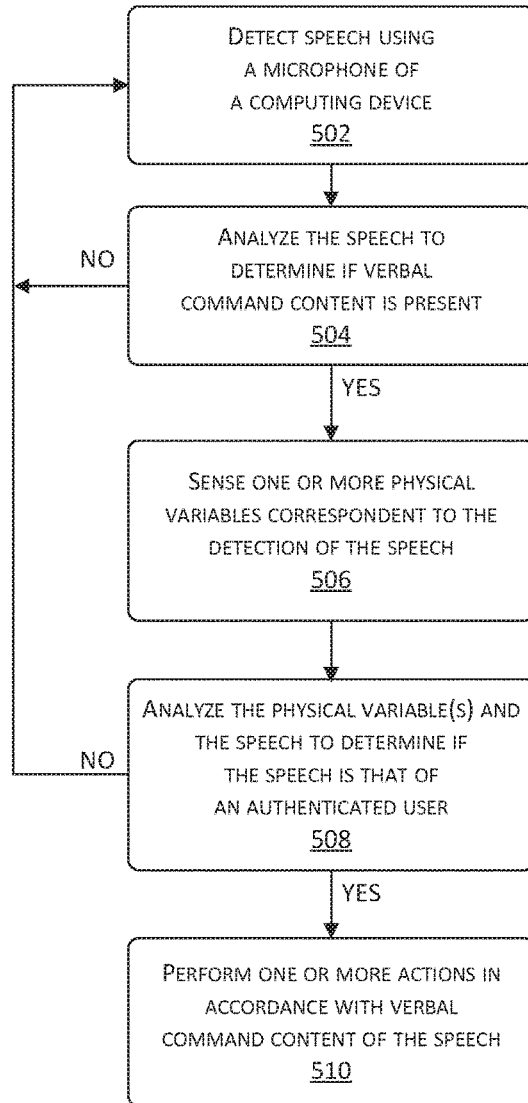 DETECT SPEECH USING
A MICROPHONE OF
A COMPUTING DEVICE
502
ANALYZE THE SPEECH TO
DETERMINE IF VERBAL
COMMAND CONTENT IS PRESENT
504
NO
YES
SENSE ONE OR MORE PHYSICAL
VARIABLES CORRESPONDENT TO THE
DETECTION OF THE SPEECH
506
ANALYZE THE PHYSICAL VARIABLE(S) AND
THE SPEECH TO DETERMINE IF
THE SPEECH IS THAT OF
AN AUTHENTICATED USER
508
NO
YES
PERFORM ONE OR MORE ACTIONS IN
ACCORDANCE WITH VERBAL
COMMAND CONTENT OF THE SPEECH
510